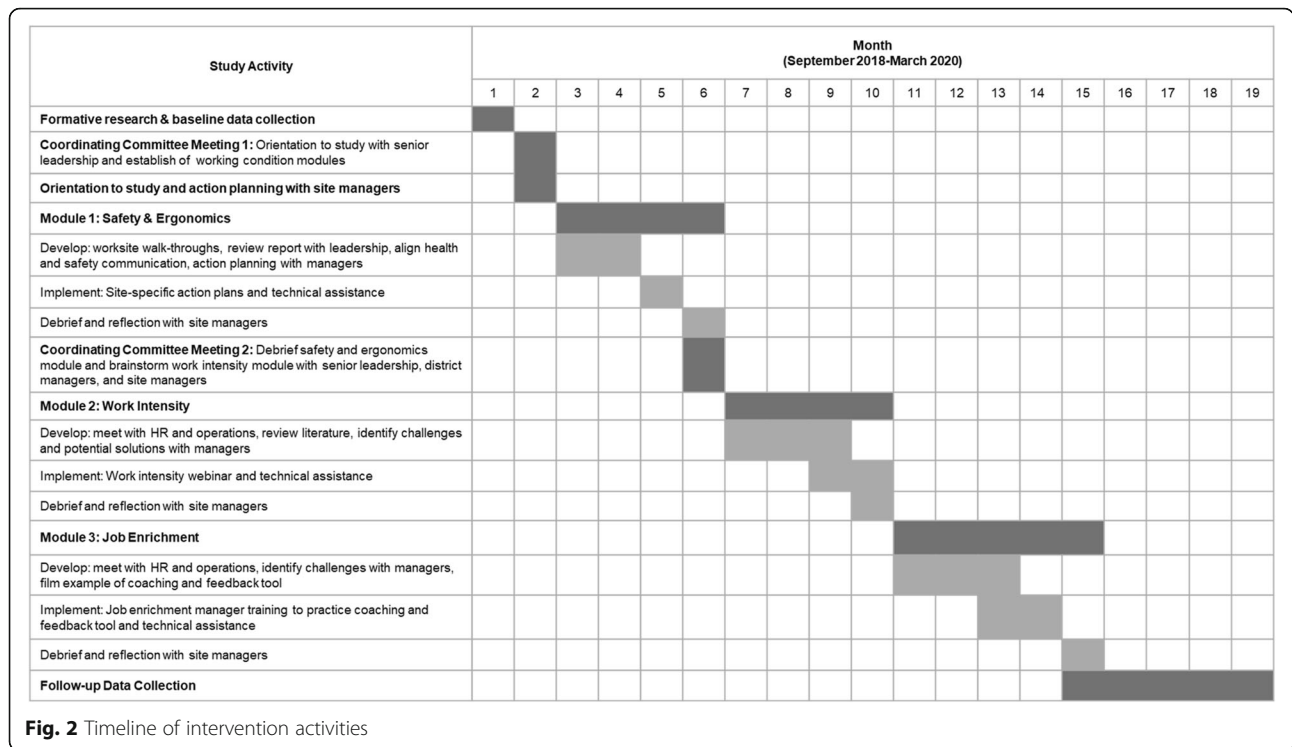 Study Activity
Month
(September 2018-March 2020)
1 2 3 4 5 6 7 8 9 10 11 12 13 14 15 16 17 18 19
Formative research & baseline data collection
Coordinating Committee Meeting 1: Orientation to study with senior
leadership and establish of working condition modules
Orientation to study and action planning with site managers
Module 1: Safety & Ergonomics
Develop: worksite walk-throughs, review report with leadership, align health
and safety communication, action planning with managers
Implement: Site-specific action plans and technical assistance
Debrief and reflection with site managers
Coordinating Committee Meeting 2: Debrief safety and ergonomics
module and brainstorm work intensity module with senior leadership, district
managers, and site managers
Module 2: Work Intensity
Develop: meet with HR and operations, review literature, identify challenges
and potential solutions with managers
Implement: Work intensity webinar and technical assistance
Debrief and reflection with site managers
Module 3: Job Enrichment
Develop: meet with HR and operations, identify challenges with managers,
film example of coaching and feedback tool
Implement: Job enrichment manager training to practice coaching and
feedback tool and technical assistance
Debrief and reflection with site managers
Follow-up Data Collection
Fig. 2 Timeline of intervention activities